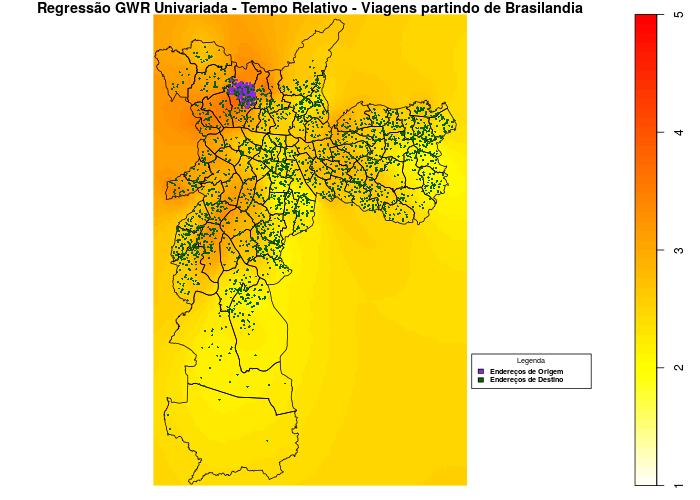 Regressão GWR Univariada - Tempo Relativo - Viagens partindo de Brasilandia
5
4
3
2
1
Legenda
Endereços de Origem
Endereços de Destino